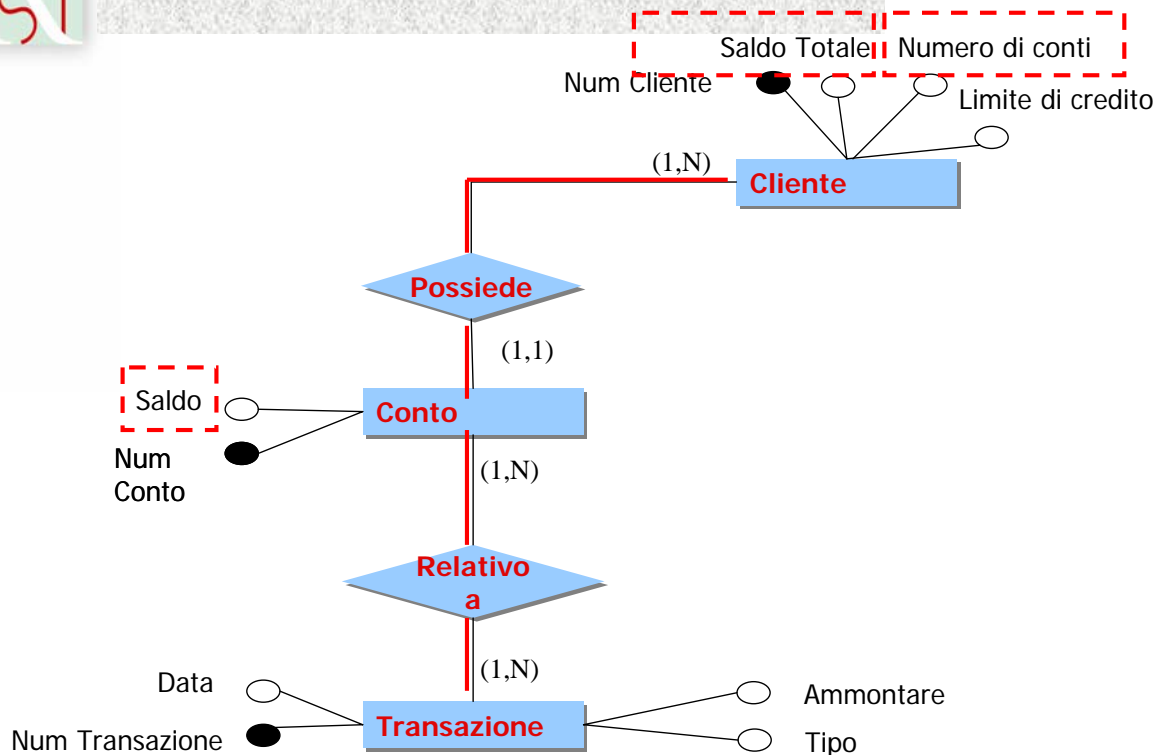 Saldo Totale
Numero di conti
Num Cliente
Limite di credito
(1,N)
Cliente
Possiede
(1,1)
Saldo
Conto
Num
Conto
(1,N)
Relativo
a
(1,N)
Data
Ammontare
Transazione
Num Transazione
Tipo